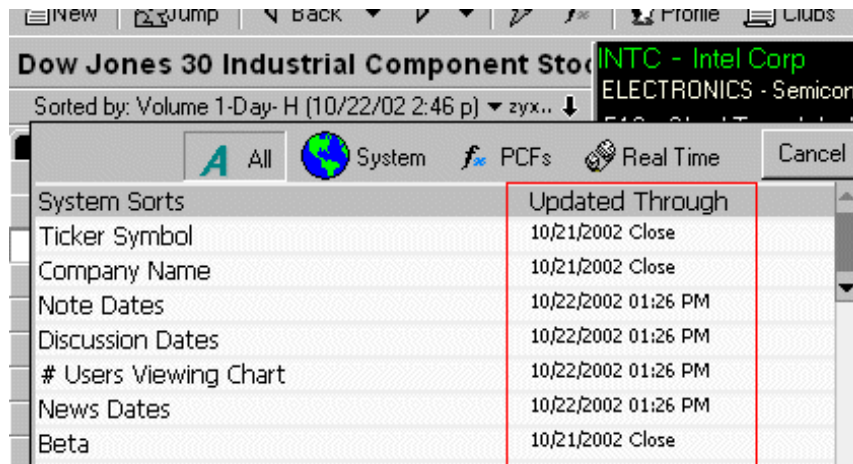 New Jump Back Profile Clubs
Dow Jones 30 Industrial Component Stoc
INTC - Intel Corp
ELECTRONICS - Semicon
Sorted by: Volume 1-Day- H (10/22/02 2:46 p) zyx..
A All System fx PCFs Real Time Cancel
System Sorts Updated Through
Ticker Symbol 10/21/2002 Close
Company Name 10/21/2002 Close
Note Dates 10/22/2002 01:26 PM
Discussion Dates 10/22/2002 01:26 PM
# Users Viewing Chart 10/22/2002 01:26 PM
News Dates 10/22/2002 01:26 PM
Beta 10/21/2002 Close